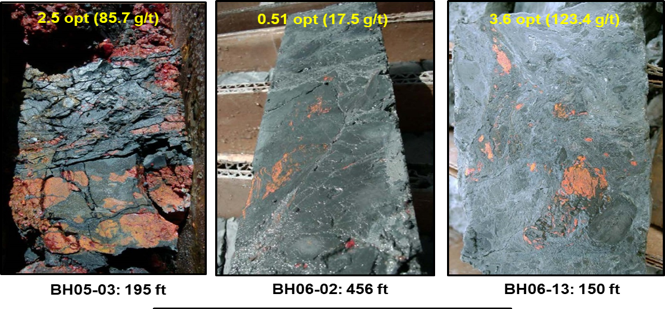 2.5 opt (85.7 g/t)
0.51 opt (17.5 g/t)
3.6 opt (123.4 g/t)
BH05-03: 195 ft
BH06-02: 456 ft
BH06-13: 150 ft